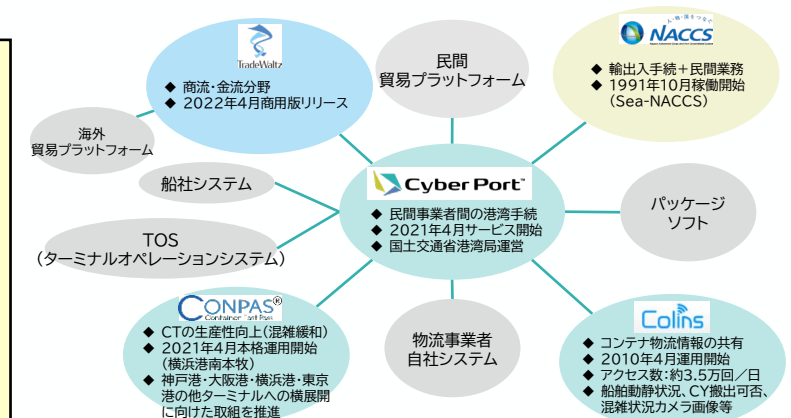 TradeWaltz
◆ 商流・金流分野
◆ 2022年4月商用版リリース
民間
貿易プラットフォーム
人・物・国をつなぐ
NACCS
◆ 輸出入手続+民間業務
◆ 1991年10月稼働開始
(Sea-NACCS)
海外
貿易プラットフォーム
船社システム
Cyber Port™
◆ 民間事業者間の港湾手続
◆ 2021年4月サービス開始
◆ 国土交通省港湾局運営
パッケージ
ソフト
TOS
(ターミナルオペレーションシステム)
CONPAS®
Container Fast Pass
◆ CTの生産性向上(混雑緩和)
◆ 2021年4月本格運用開始
(横浜港南本牧)
◆ 神戸港・大阪港・横浜港・東京
港の他ターミナルへの横展開
に向けた取組を推進
物流事業者
自社システム
Colins
◆ コンテナ物流情報の共有
◆ 2010年4月運用開始
◆ アクセス数:約3.5万回/日
◆ 船舶動静状況、CY搬出可否、
混雑状況カメラ画像等